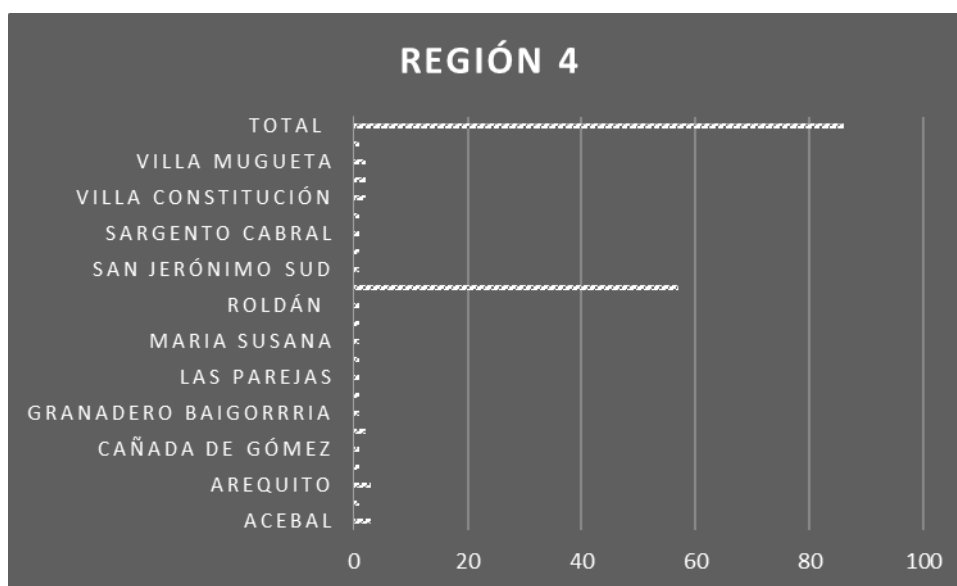 REGIÓN 4
TOTAL
VILLA MUGUETA
VILLA CONSTITUCIÓN
SARGENTO CABRAL
SAN JERÓNIMO SUD
ROLDÁN
MARIA SUSANA
LAS PAREJAS
GRANADERO BAIGORRRIA
CAÑADA DE GÓMEZ
AREQUITO
ACEBAL
0 20 40 60 80 100